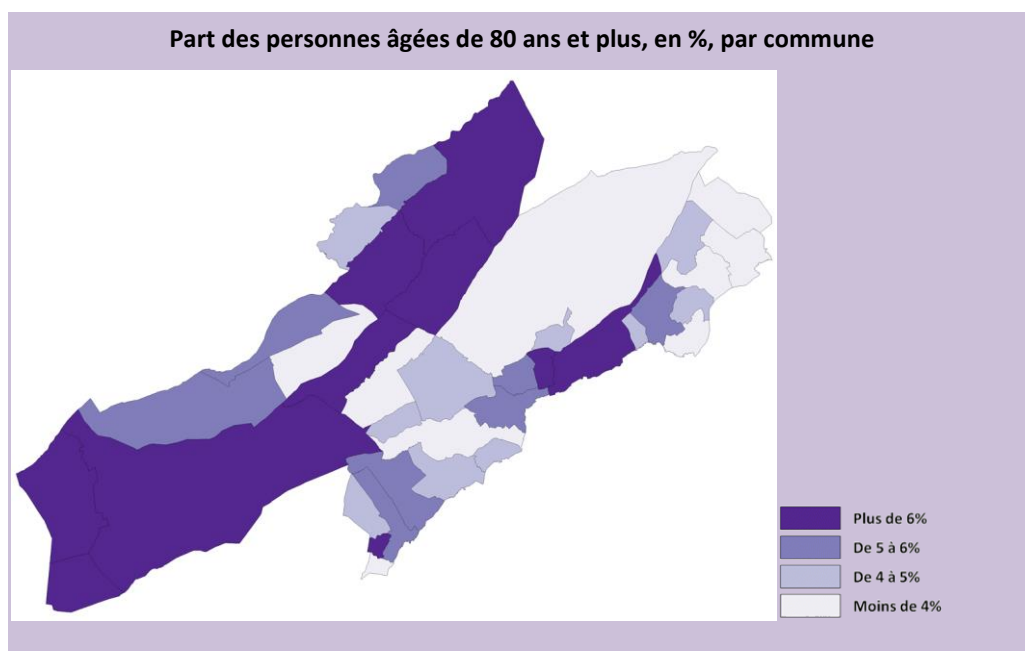 Part des personnes âgées de 80 ans et plus, en %, par commune
Plus de 6%
De 5 à 6%
De 4 à 5%
Moins de 4%